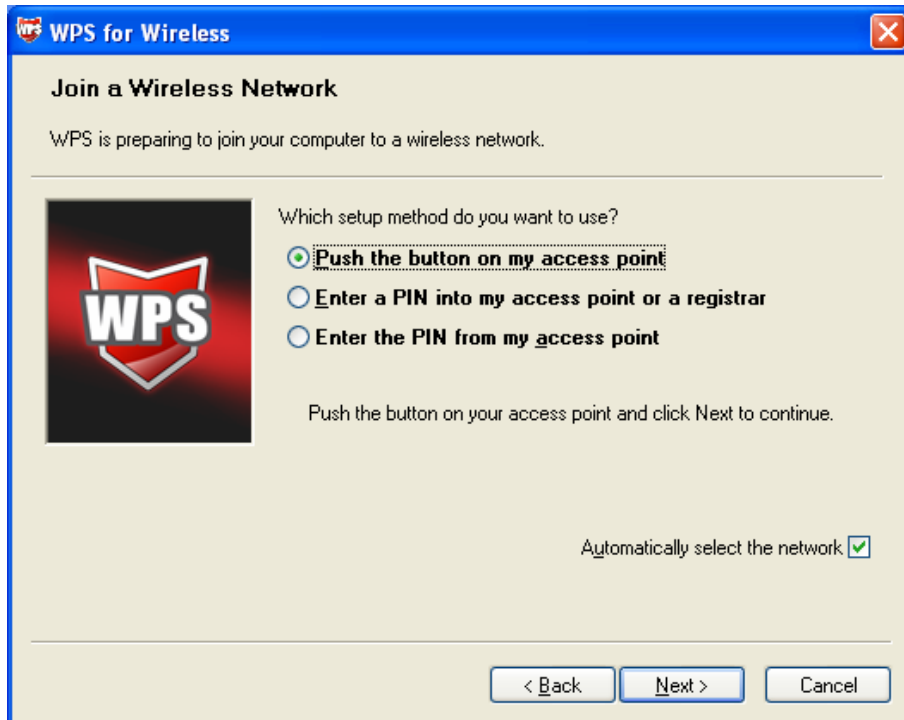 WPS for Wireless
Join a Wireless Network
WPS is preparing to join your computer to a wireless network.
WPS
Which setup method do you want to use?
Push the button on my access point
Enter a PIN into my access point or a registrar
Enter the PIN from my access point
Push the button on your access point and click Next to continue.
Automatically select the network
< Back Next > Cancel